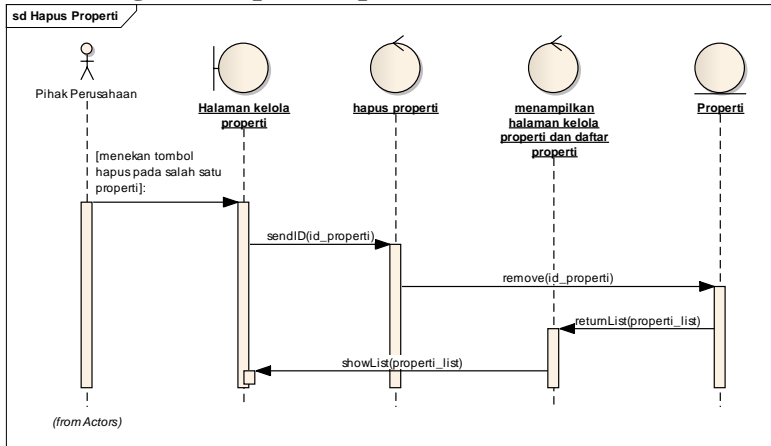 sd Hapus Properti
Pihak Perusahaan
Halaman kelola
properti
hapus properti
menampilkan
halaman kelola
properti dan daftar
properti
Properti
[menekan tombol
hapus pada salah satu
properti]:
sendID(id_properti)
remove(id_properti)
returnList(properti_list)
showList(properti_list)
(from Actors)